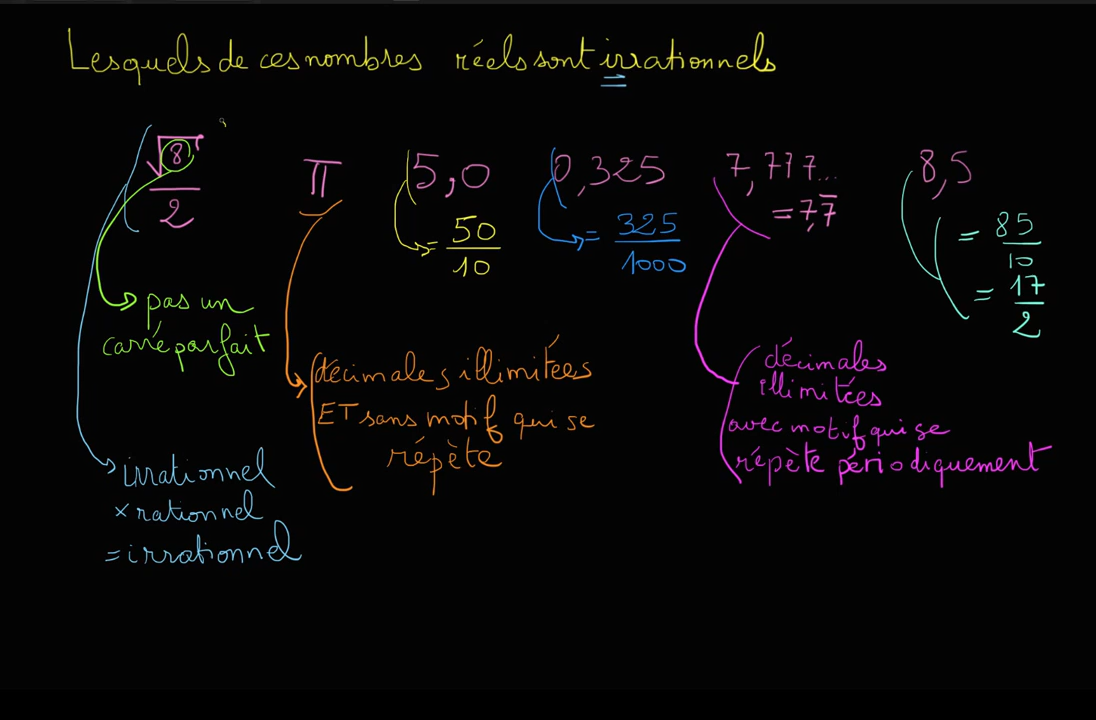 Lesquels de ces nombres réels sont irrationnels
√8/2
π
5,0
0,325
7,777...
8,5
= 50/10
= 325/1000
= 7,7̅
= 85/10
= 17/2
pas un
carré parfait
décimales illimitées
ET sans motif qui se
répète
décimales
illimitées
avec motif qui se
répète périodiquement
irrationnel
× rationnel
= irrationnel